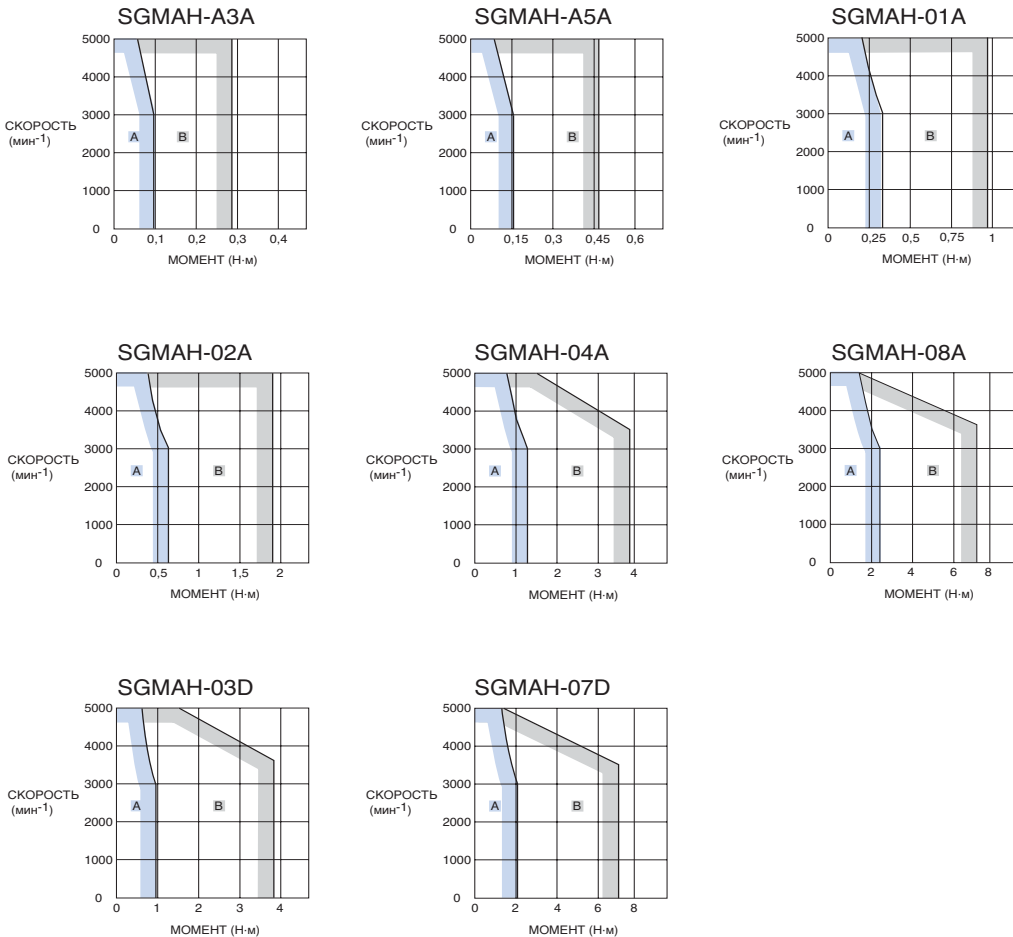 SGMAH-A3A
5000
4000
3000
2000
1000
0
СКОРОСТЬ
(мин-1)
A
B
0
0,1
0,2
0,3
0,4
МОМЕНТ (Н·м)
SGMAH-A5A
5000
4000
3000
2000
1000
0
СКОРОСТЬ
(мин-1)
A
B
0
0,15
0,3
0,45
0,6
МОМЕНТ (Н·м)
SGMAH-01A
5000
4000
3000
2000
1000
0
СКОРОСТЬ
(мин-1)
A
B
0
0,25
0,5
0,75
1
МОМЕНТ (Н·м)
SGMAH-02A
5000
4000
3000
2000
1000
0
СКОРОСТЬ
(мин-1)
A
B
0
0,5
1
1,5
2
МОМЕНТ (Н·м)
SGMAH-04A
5000
4000
3000
2000
1000
0
СКОРОСТЬ
(мин-1)
A
B
0
1
2
3
4
МОМЕНТ (Н·м)
SGMAH-08A
5000
4000
3000
2000
1000
0
СКОРОСТЬ
(мин-1)
A
B
0
2
4
6
8
МОМЕНТ (Н·м)
SGMAH-03D
5000
4000
3000
2000
1000
0
СКОРОСТЬ
(мин-1)
A
B
0
1
2
3
4
МОМЕНТ (Н·м)
SGMAH-07D
5000
4000
3000
2000
1000
0
СКОРОСТЬ
(мин-1)
A
B
0
2
4
6
8
МОМЕНТ (Н·м)